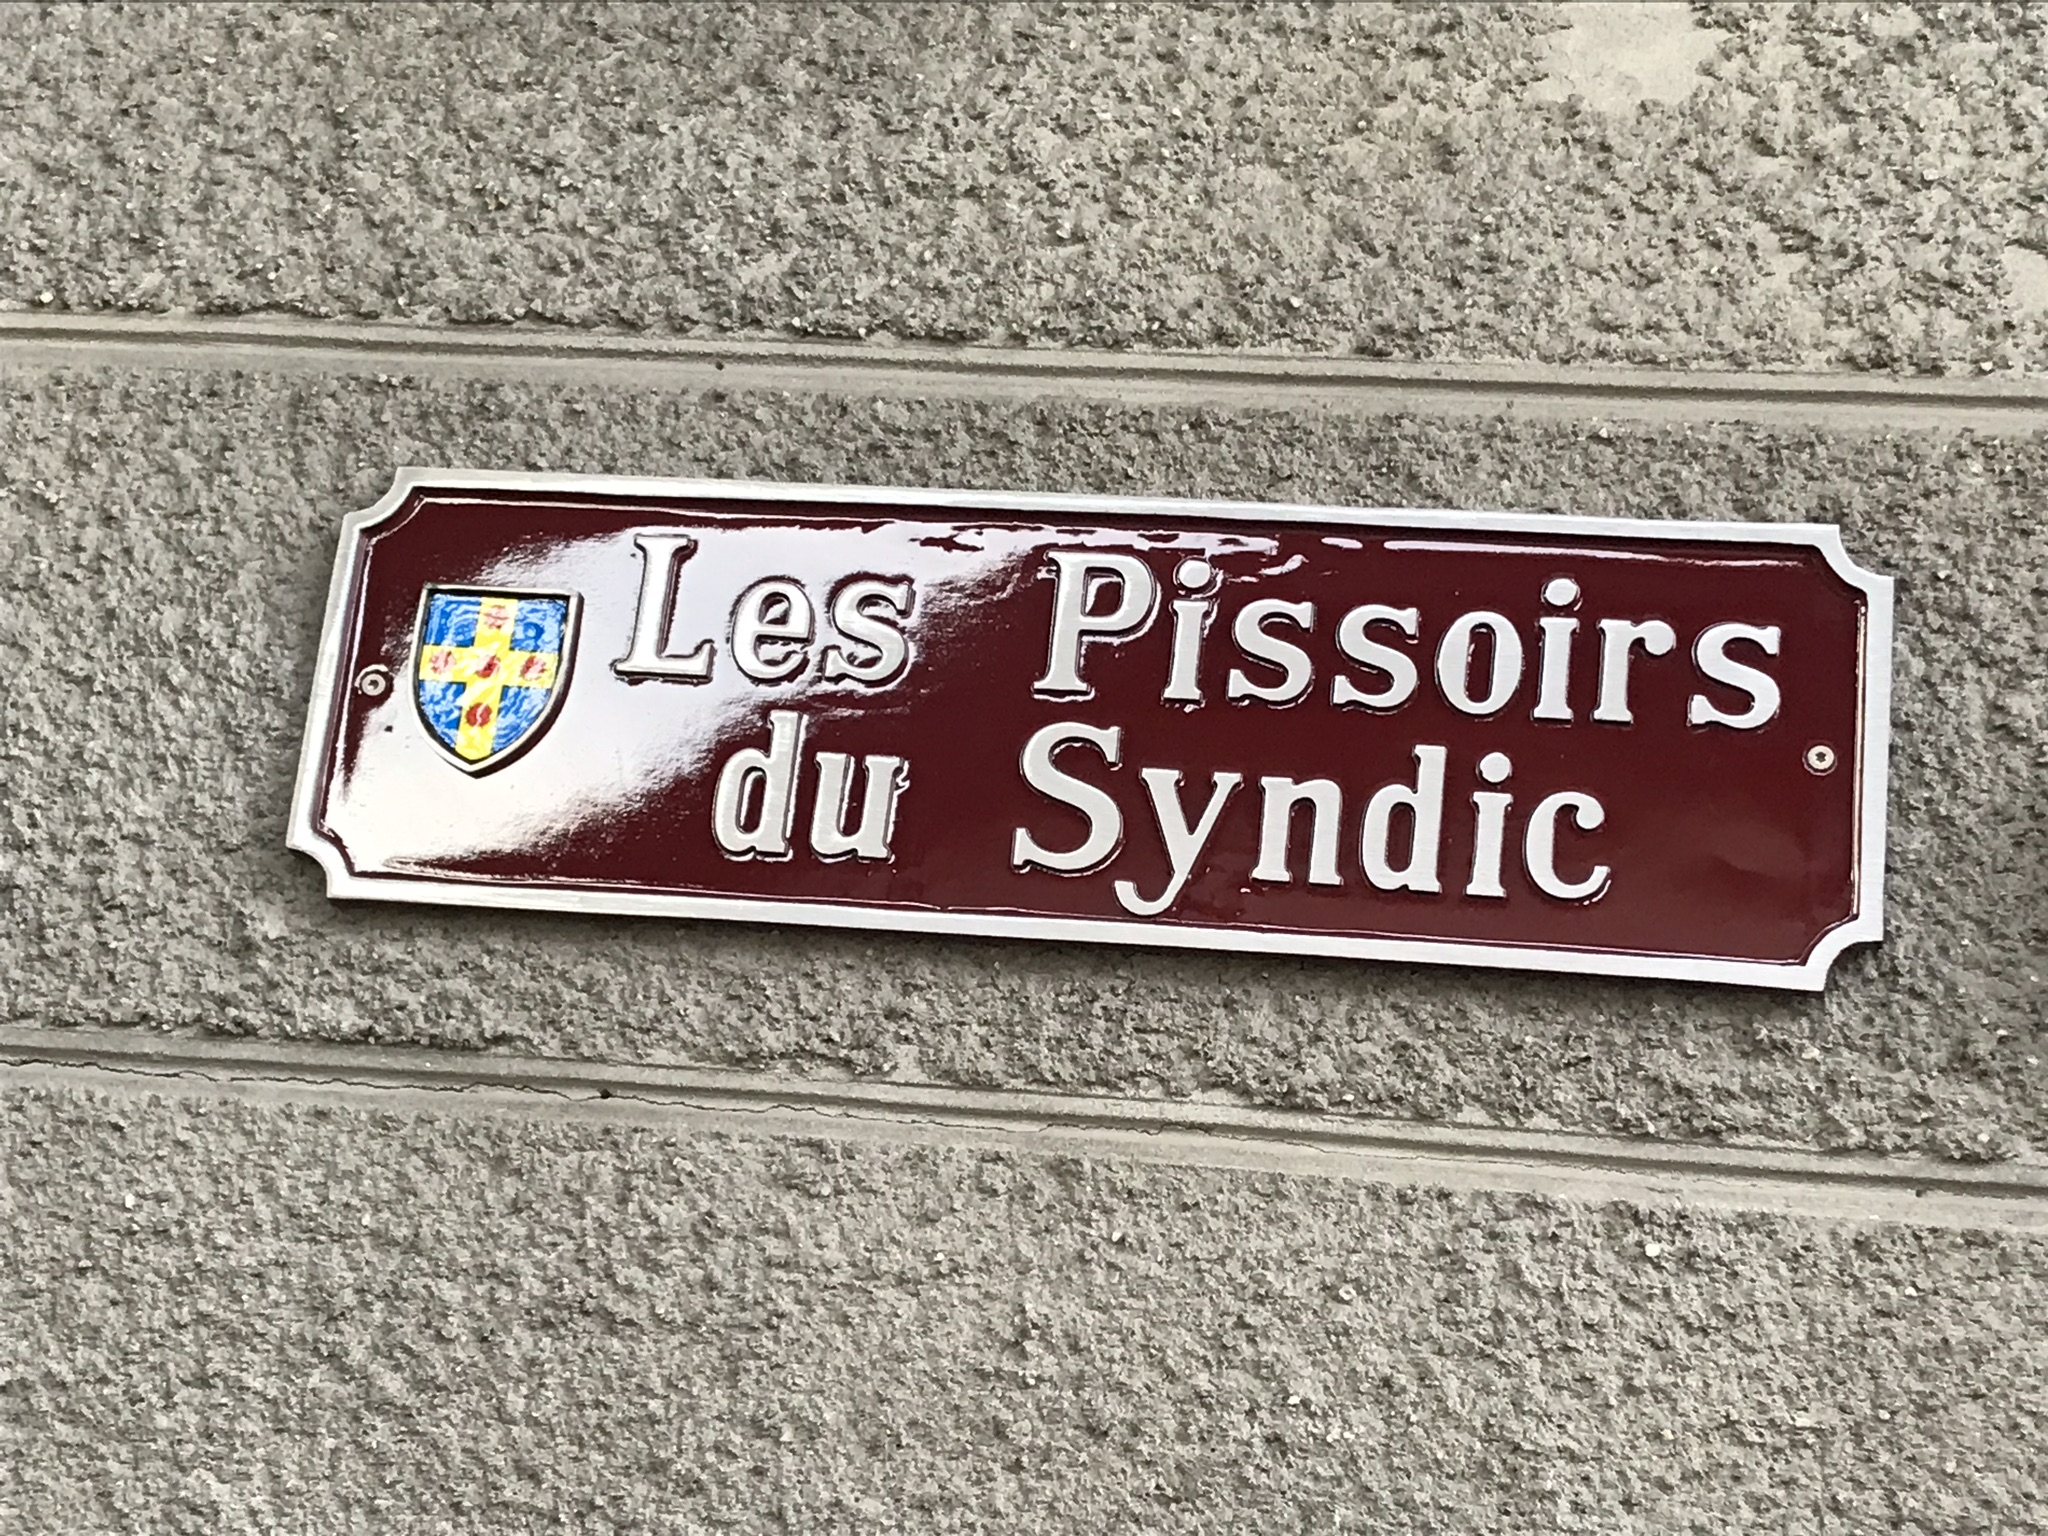 Les Pissoirs
du Syndic